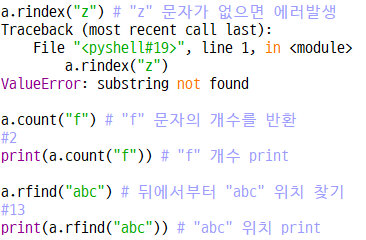 a.rindex("z") # "z" 문자가 없으면 에러발생
Traceback (most recent call last):
    File "<pyshell#19>", line 1, in <module>
        a.rindex("z")
ValueError: substring not found

a.count("f") # "f" 문자의 개수를 반환
#2
print(a.count("f")) # "f" 개수 print

a.rfind("abc") # 뒤에서부터 "abc" 위치 찾기
#13
print(a.rfind("abc")) # "abc" 위치 print